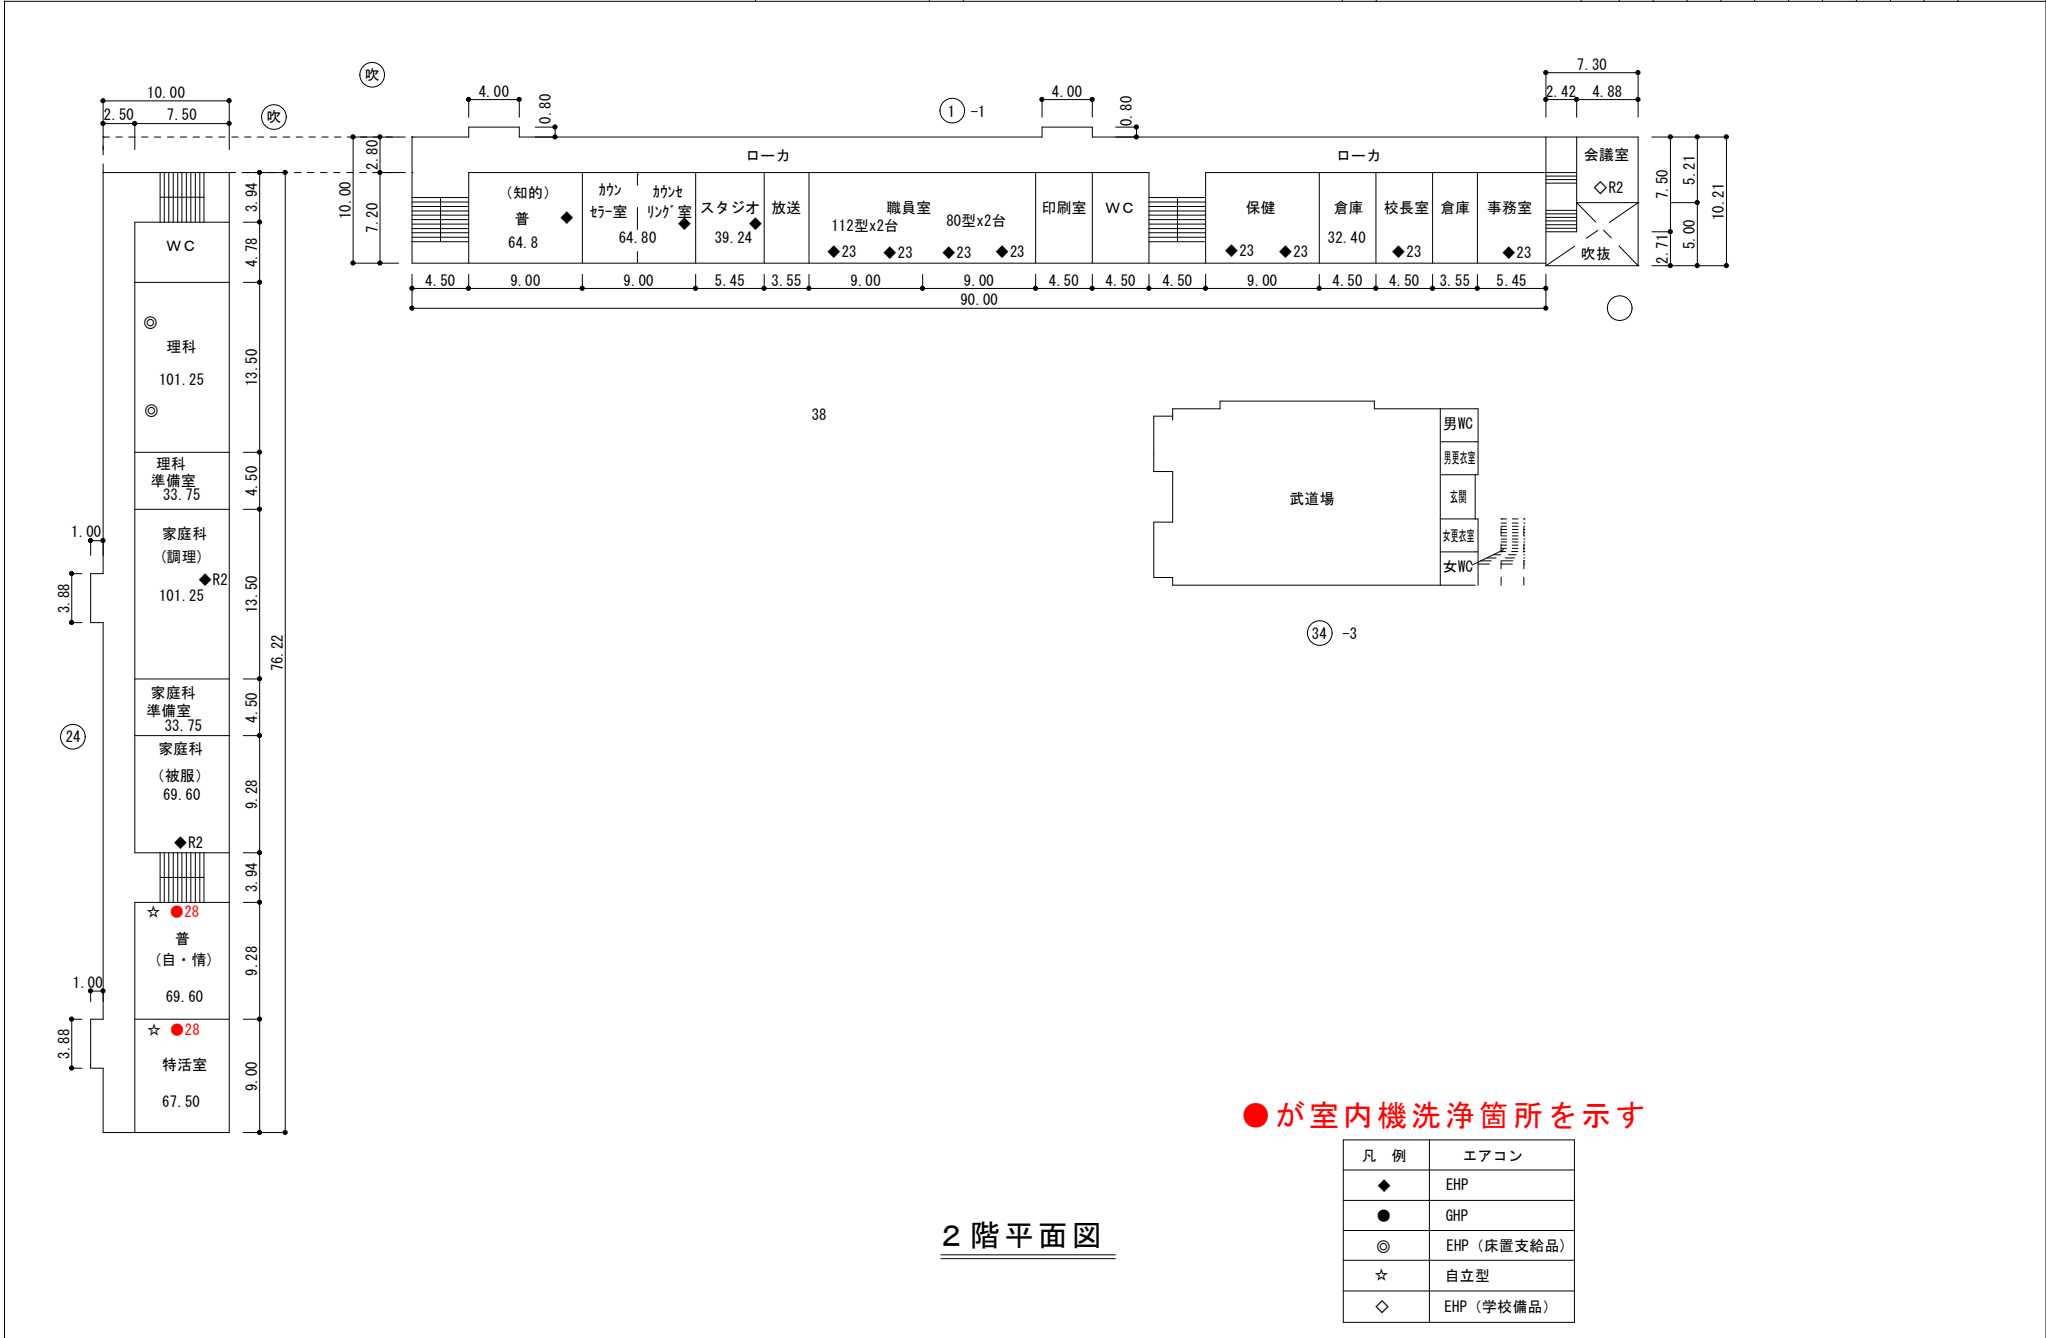 吹
吹
10.00
2.50
7.50
4.00
0.80
① -1
4.00
0.80
7.30
2.42
4.88
10.00
2.80
7.20
ローカ
ローカ
会議室
◇R2
吹抜
7.50
2.71
5.21
5.00
10.21
(知的)
普
◆
64.8
カウン
セラー室
カウンセ
リング室
◆
64.80
スタジオ
◆
39.24
放送
職員室
112型x2台
80型x2台
◆23
◆23
◆23
◆23
印刷室
WC
保健
◆23
◆23
倉庫
32.40
校長室
◆23
倉庫
事務室
◆23
4.50
9.00
9.00
5.45
3.55
9.00
9.00
4.50
4.50
4.50
9.00
4.50
4.50
3.55
5.45
90.00
WC
3.94
4.78
◎
理科
101.25
◎
13.50
理科
準備室
33.75
4.50
家庭科
(調理)
◆R2
101.25
13.50
1.00
3.88
76.22
家庭科
準備室
33.75
4.50
24
家庭科
(被服)
69.60
◆R2
9.28
3.94
☆ ●28
普
(自・情)
69.60
9.28
1.00
3.88
☆ ●28
特活室
67.50
9.00
38
武道場
男WC
男更衣室
玄関
女更衣室
女WC
㉞ -3
●が室内機洗浄箇所を示す
凡 例 エアコン
◆ EHP
● GHP
◎ EHP (床置支給品)
☆ 自立型
◇ EHP (学校備品)
2階平面図